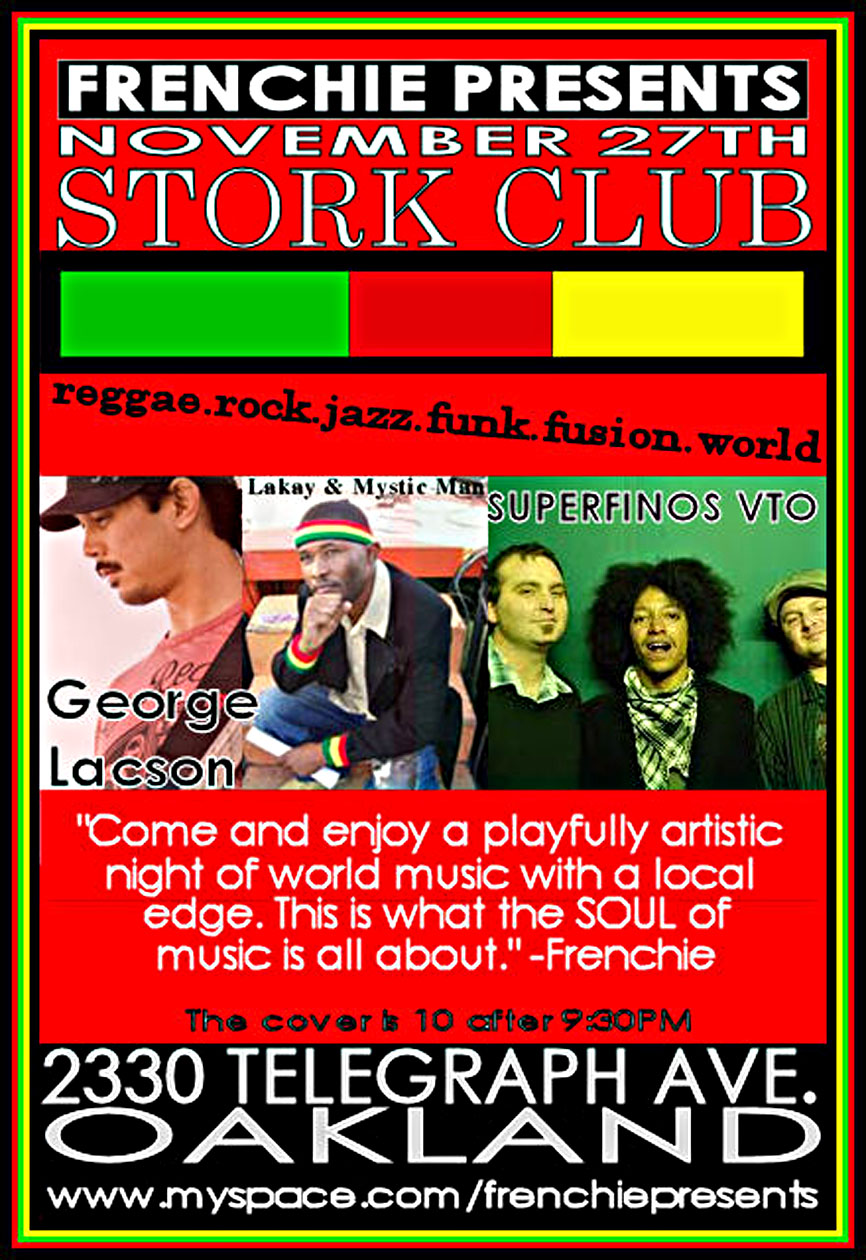 FRENCHIE PRESENTS
NOVEMBER 27TH
STORK CLUB
reggae.rock.jazz.funk.fusion.world
Lakay & Mystic Man
SUPERFINOS VTO
George
Lacson
"Come and enjoy a playfully artistic
night of world music with a local
edge. This is what the SOUL of
music is all about." -Frenchie
The cover is 10 after 9:30PM
2330 TELEGRAPH AVE.
OAKLAND
www.myspace.com/frenchiepresents